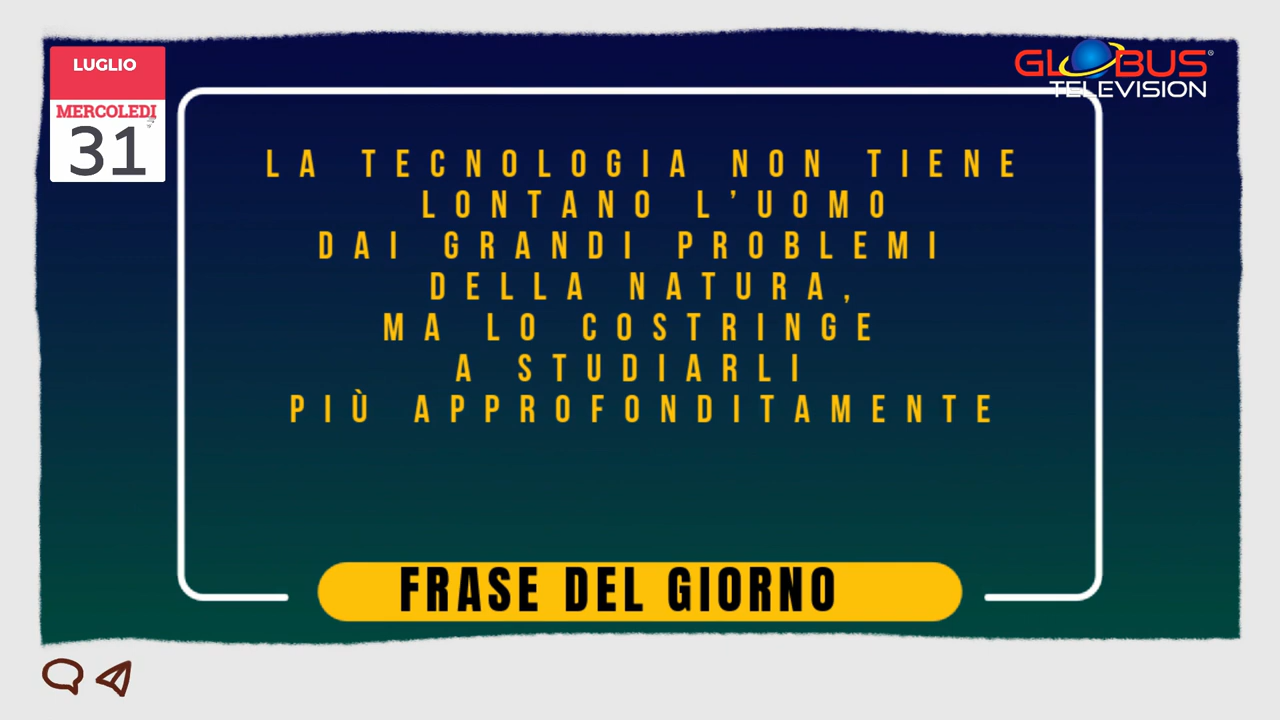 LUGLIO
MERCOLEDI
31
GLOBUS®
TELEVISION
LA TECNOLOGIA NON TIENE
LONTANO L'UOMO
DAI GRANDI PROBLEMI
DELLA NATURA,
MA LO COSTRINGE
A STUDIARLI
PIÙ APPROFONDITAMENTE
FRASE DEL GIORNO